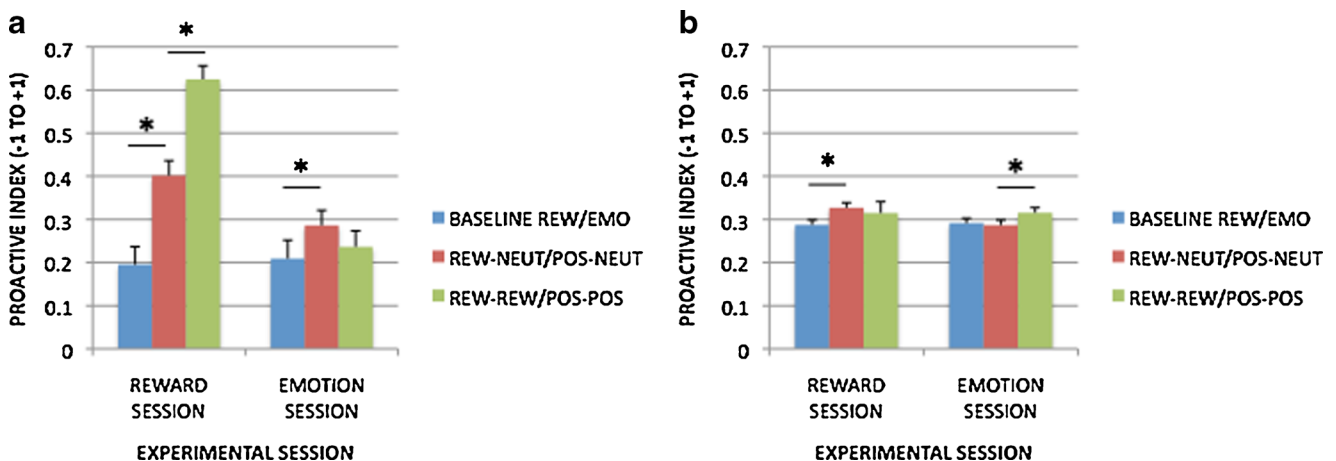 a
*
*
*
0.7
0.6
0.5
0.4
0.3
0.2
0.1
0
PROACTIVE INDEX (-1 TO +1)
REWARD
SESSION
EMOTION
SESSION
EXPERIMENTAL SESSION
BASELINE REW/EMO
REW-NEUT/POS-NEUT
REW-REW/POS-POS
b
*
*
0.7
0.6
0.5
0.4
0.3
0.2
0.1
0
PROACTIVE INDEX (-1 TO +1)
REWARD
SESSION
EMOTION
SESSION
EXPERIMENTAL SESSION
BASELINE REW/EMO
REW-NEUT/POS-NEUT
REW-REW/POS-POS